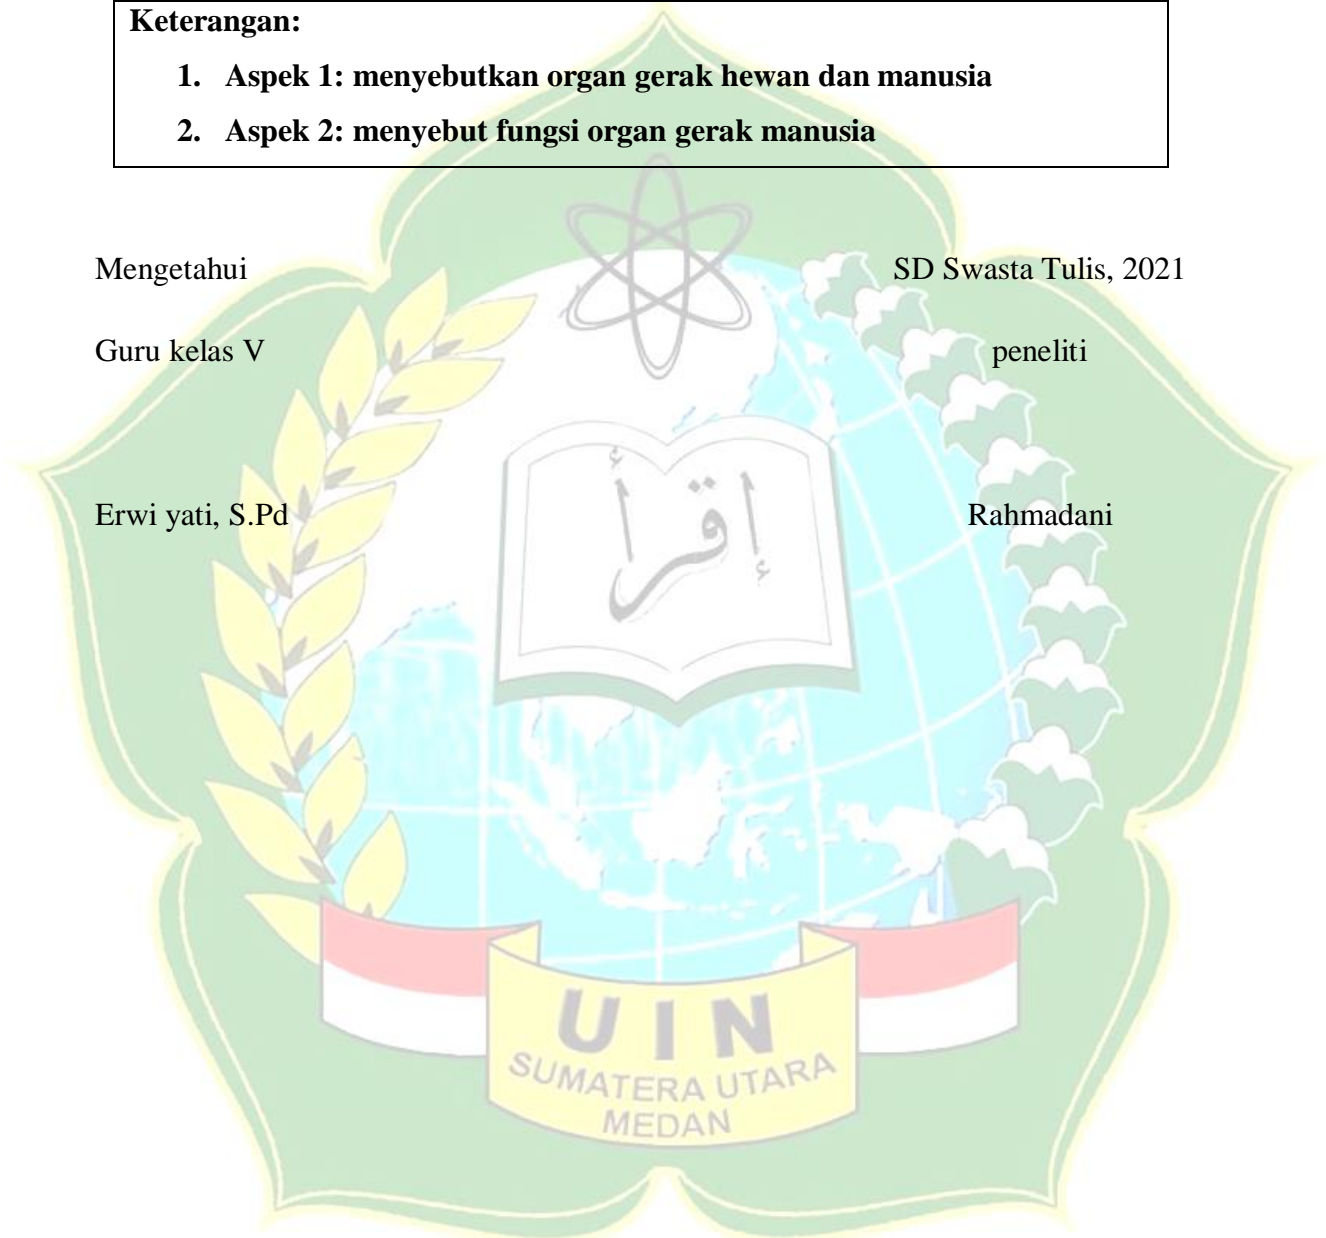 Keterangan:
1. Aspek 1: menyebutkan organ gerak hewan dan manusia
2. Aspek 2: menyebut fungsi organ gerak manusia
Mengetahui SD Swasta Tulis, 2021
Guru kelas V peneliti
Erwi yati, S.Pd Rahmadani
إقرأ
UIN
SUMATERA UTARA
MEDAN